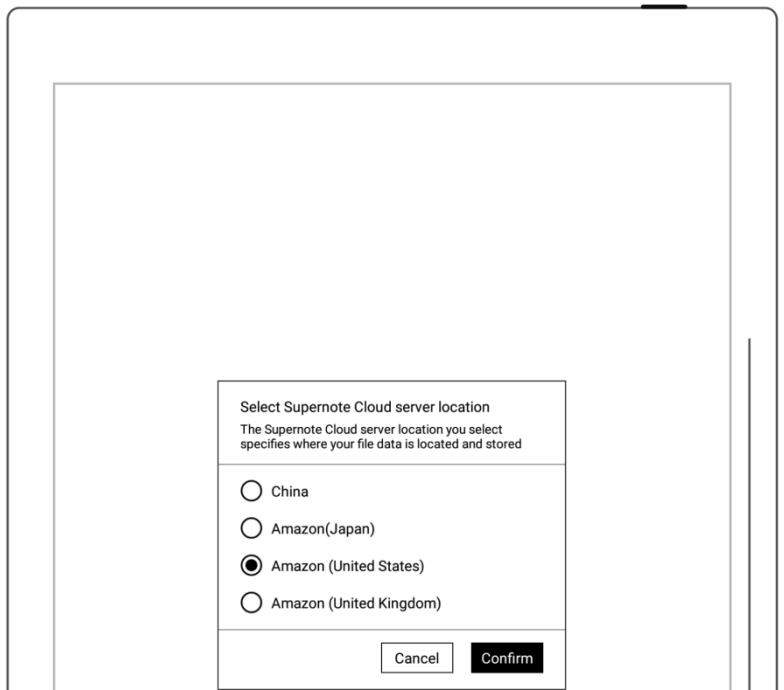 Select Supernote Cloud server location
The Supernote Cloud server location you select
specifies where your file data is located and stored
China
Amazon(Japan)
Amazon (United States)
Amazon (United Kingdom)
Cancel
Confirm